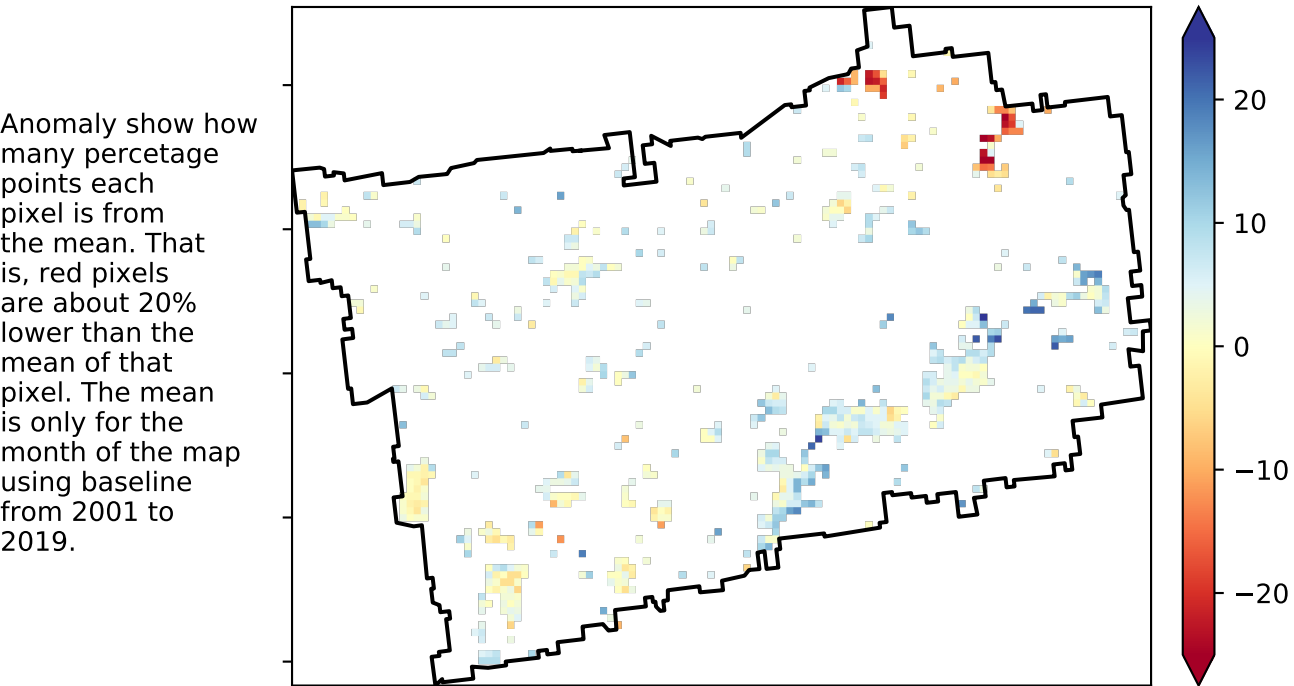 Anomaly show how
many percetage
points each
pixel is from
the mean. That
is, red pixels
are about 20%
lower than the
mean of that
pixel. The mean
is only for the
month of the map
using baseline
from 2001 to
2019.
20
10
0
−10
−20